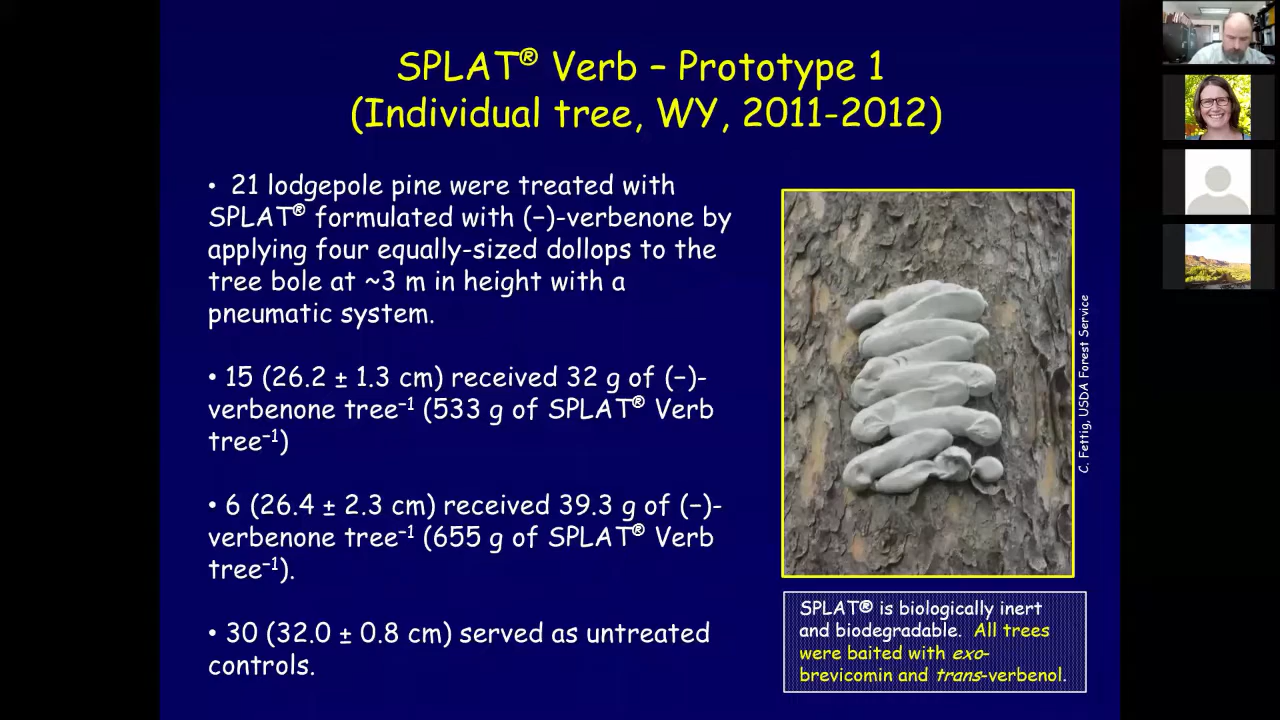 SPLAT® Verb – Prototype 1
(Individual tree, WY, 2011-2012)
• 21 lodgepole pine were treated with
SPLAT® formulated with (–)-verbenone by
applying four equally-sized dollops to the
tree bole at ~3 m in height with a
pneumatic system.
• 15 (26.2 ± 1.3 cm) received 32 g of (–)-
verbenone tree⁻¹ (533 g of SPLAT® Verb
tree⁻¹)
• 6 (26.4 ± 2.3 cm) received 39.3 g of (–)-
verbenone tree⁻¹ (655 g of SPLAT® Verb
tree⁻¹).
• 30 (32.0 ± 0.8 cm) served as untreated
controls.
C. Fettig, USDA Forest Service
SPLAT® is biologically inert
and biodegradable. All trees
were baited with exo-
brevicomin and trans-verbenol.